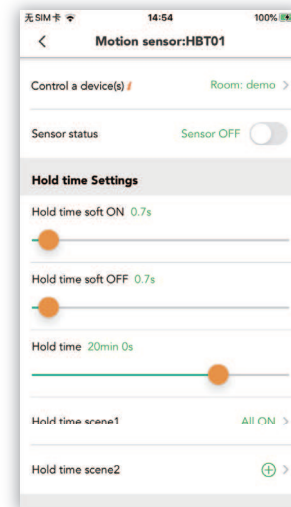 无SIM卡 14:54 100%
Motion sensor:HBT01
Control a device(s) Room: demo
Sensor status Sensor OFF
Hold time Settings
Hold time soft ON 0.7s
Hold time soft OFF 0.7s
Hold time 20min 0s
Hold time scene1 All ON
Hold time scene2